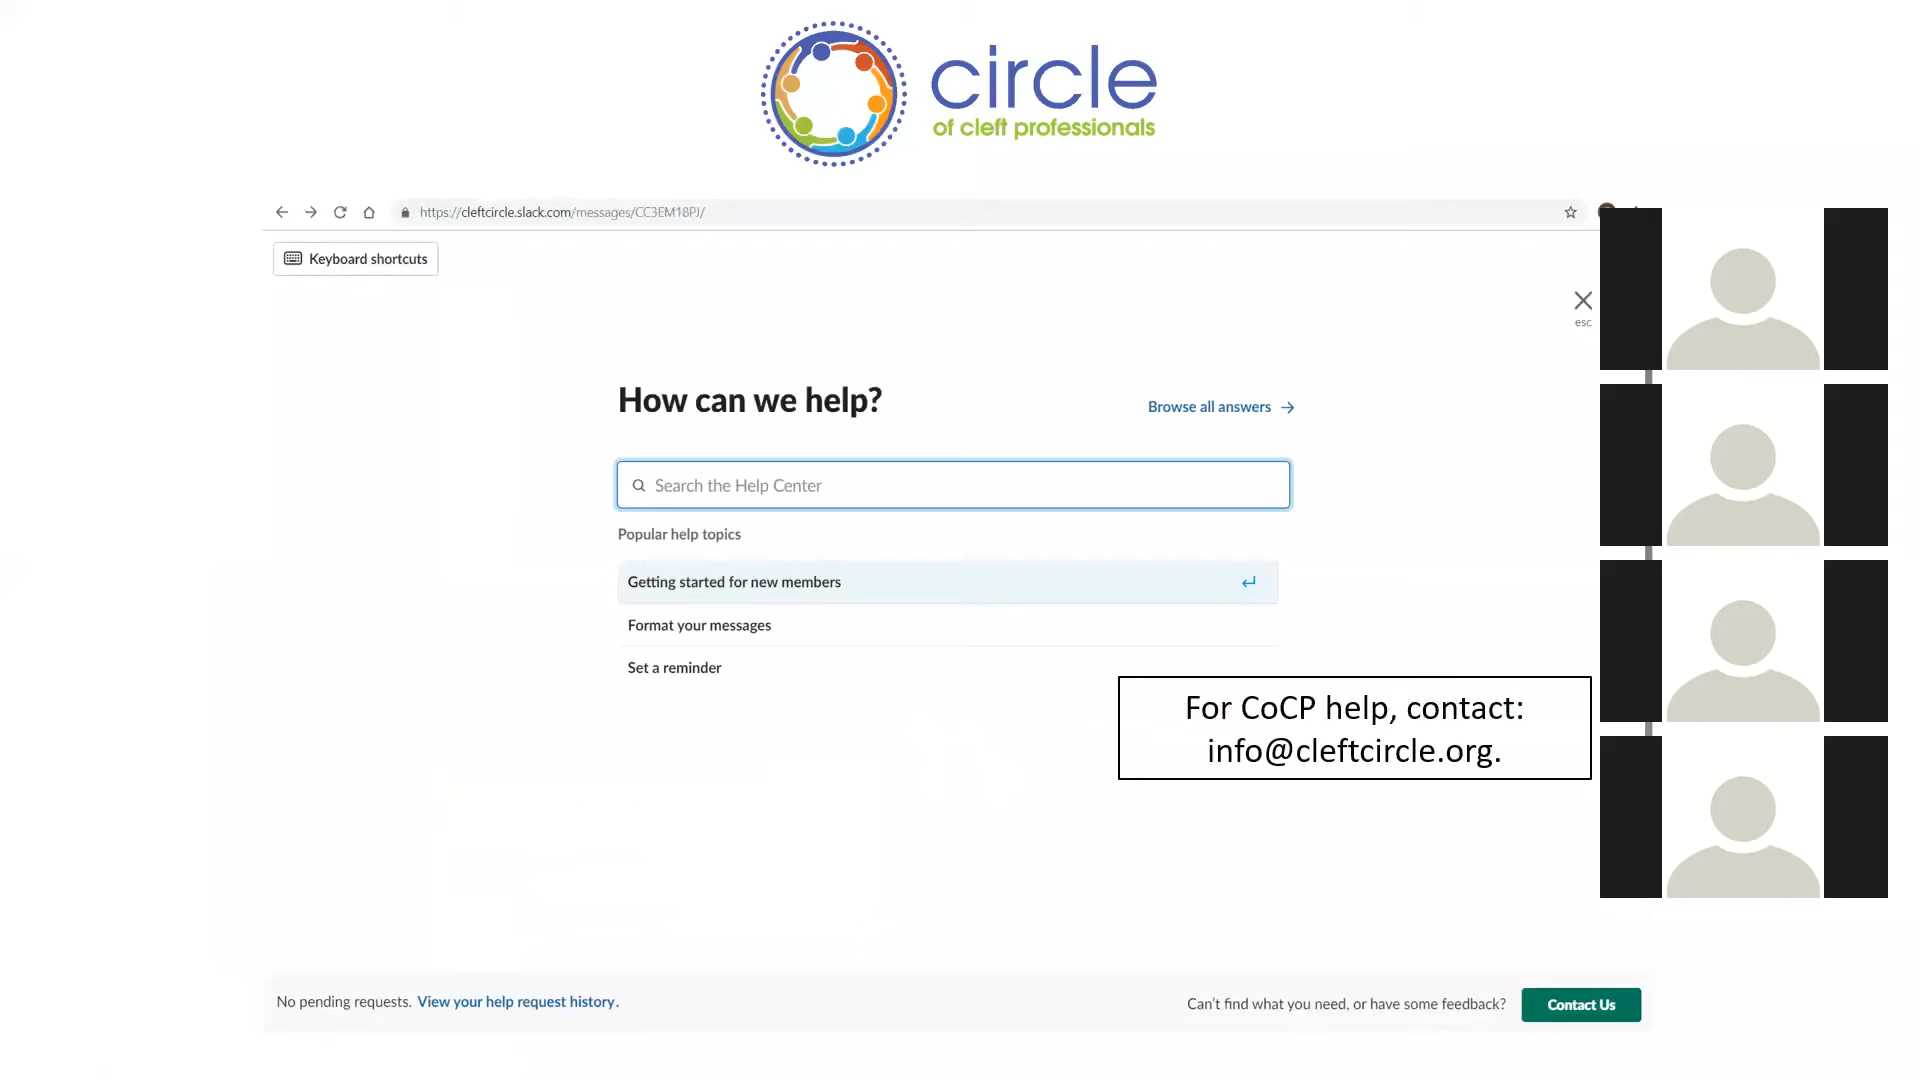 circle
of cleft professionals
https://cleftcircle.slack.com/messages/CC3EM18PJ/
Keyboard shortcuts
esc
How can we help?
Browse all answers →
Search the Help Center
Popular help topics
Getting started for new members
Format your messages
Set a reminder
For CoCP help, contact:
info@cleftcircle.org.
No pending requests. View your help request history.
Can't find what you need, or have some feedback?
Contact Us